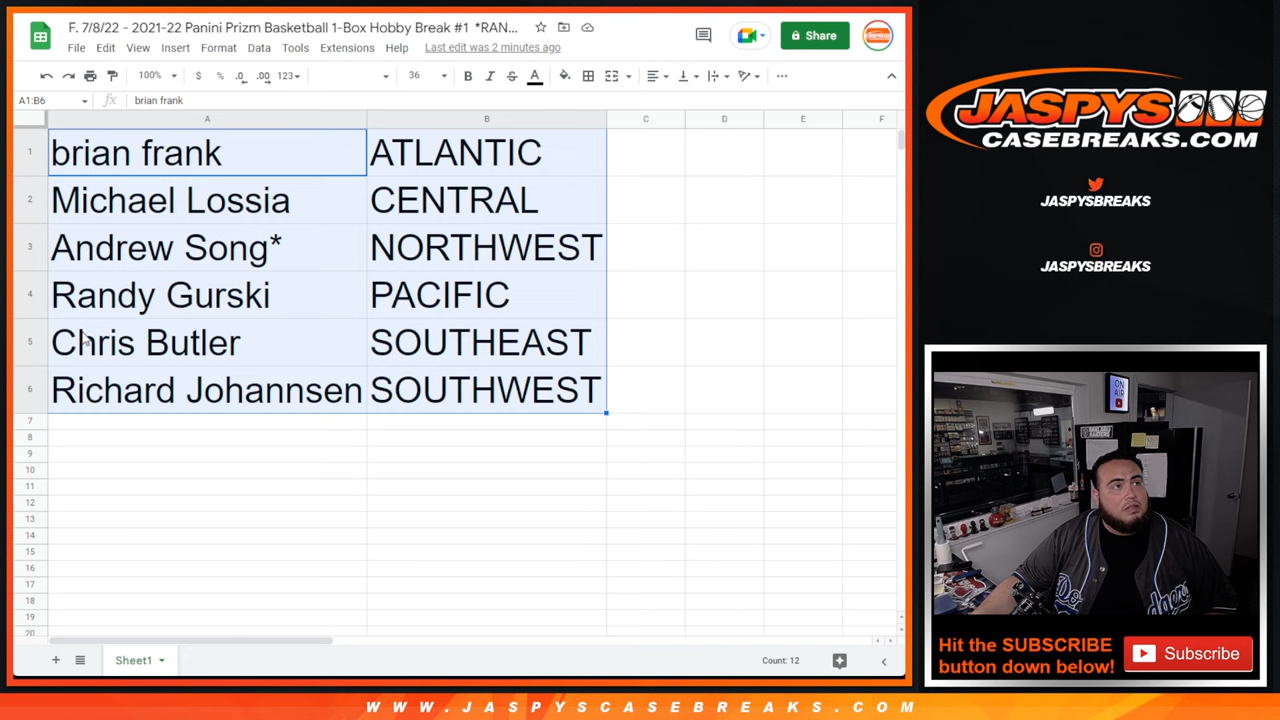 F. 7/8/22 - 2021-22 Panini Prizm Basketball 1-Box Hobby Break #1 *RAN...
File Edit View Insert Format Data Tools Extensions Help Last edit was 2 minutes ago
Share
100% $ % .0 .00 123 36 B I S A
A1:B6 fx brian frank
A B C D E F
1 brian frank ATLANTIC
2 Michael Lossia CENTRAL
3 Andrew Song* NORTHWEST
4 Randy Gurski PACIFIC
5 Chris Butler SOUTHEAST
6 Richard Johannsen SOUTHWEST
7
8
9
10
11
12
13
14
15
16
17
18
19
20
Sheet1 Count: 12
JASPYS
CASEBREAKS.COM
JASPYSBREAKS
JASPYSBREAKS
ON
AIR
Hit the SUBSCRIBE
button down below!
Subscribe
WWW.JASPYSCASEBREAKS.COM